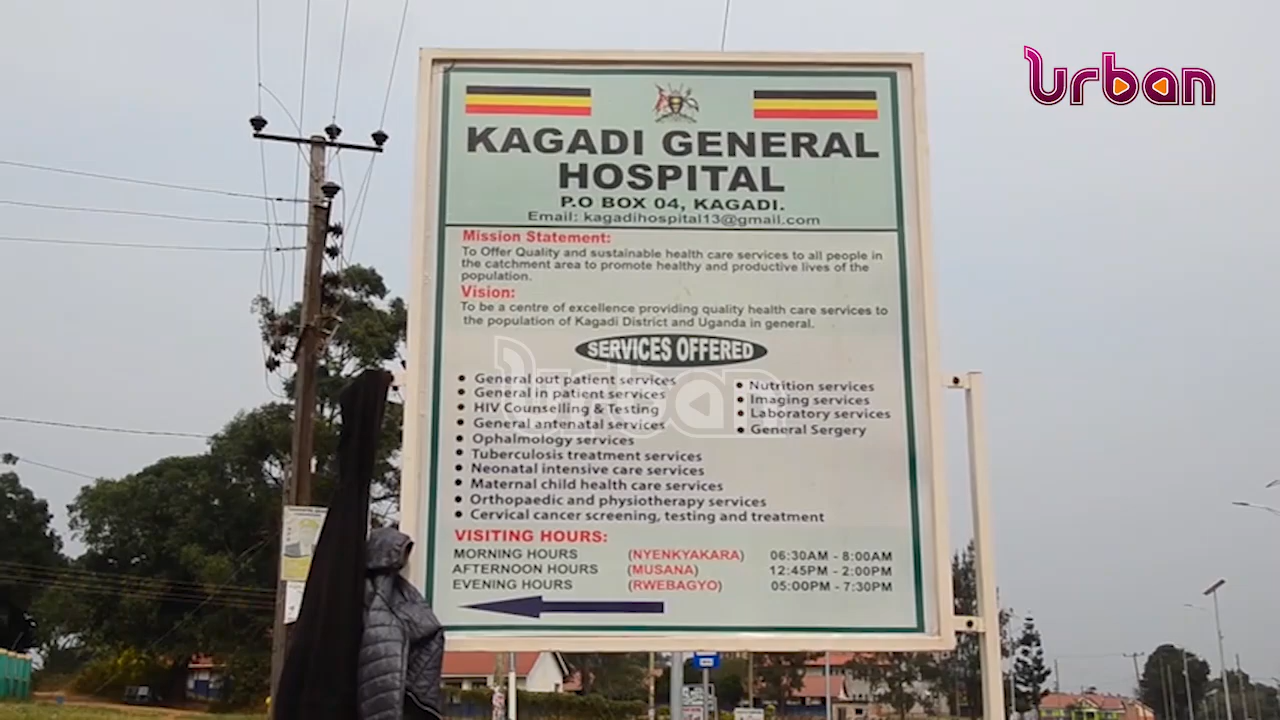 Urban
KAGADI GENERAL
HOSPITAL
P.O BOX 04, KAGADI.
Email: kagadihospital13@gmail.com
Mission Statement:
To Offer Quality and sustainable health care services to all people in
the catchment area to promote healthy and productive lives of the
population.
Vision:
To be a centre of excellence providing quality health care services to
the population of Kagadi District and Uganda in general.
SERVICES OFFERED
• General out patient services
• General in patient services
• HIV Counselling & Testing
• General antenatal services
• Ophalmology services
• Tuberculosis treatment services
• Neonatal intensive care services
• Maternal child health care services
• Orthopaedic and physiotherapy services
• Cervical cancer screening, testing and treatment
• Nutrition services
• Imaging services
• Laboratory services
• General Sergery
Urban
VISITING HOURS:
MORNING HOURS (NYENKYAKARA) 06:30AM - 8:00AM
AFTERNOON HOURS (MUSANA) 12:45PM - 2:00PM
EVENING HOURS (RWEBAGYO) 05:00PM - 7:30PM